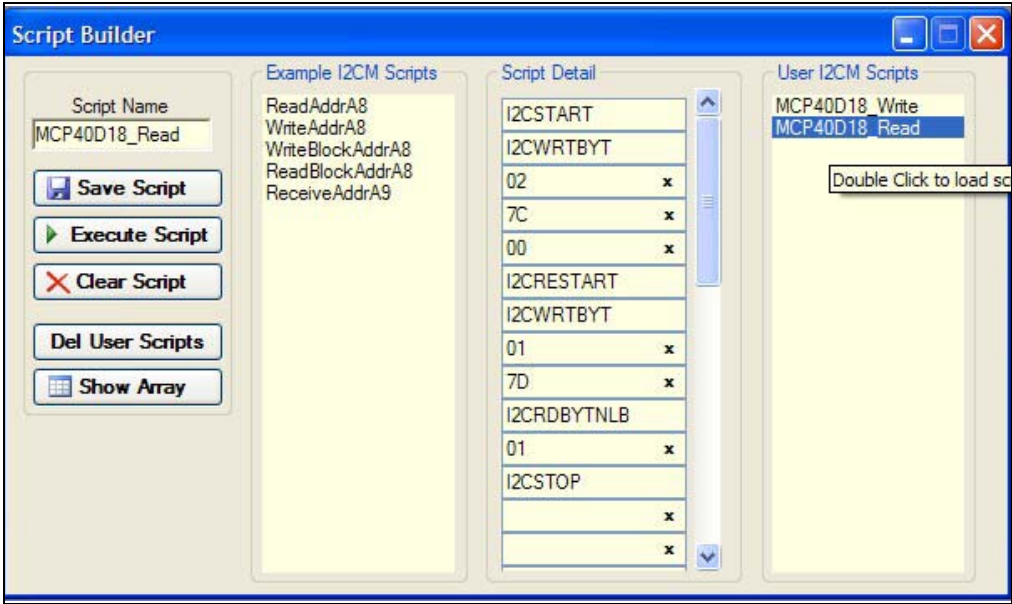 Script Builder
Script Name
MCP40D18_Read
Save Script
Execute Script
Clear Script
Del User Scripts
Show Array
Example I2CM Scripts
ReadAddrA8
WriteAddrA8
WriteBlockAddrA8
ReadBlockAddrA8
ReceiveAddrA9
Script Detail
I2CSTART
I2CWRTBYT
02 x
7C x
00 x
I2CRESTART
I2CWRTBYT
01 x
7D x
I2CRDBYTNLB
01 x
I2CSTOP
x
x
User I2CM Scripts
MCP40D18_Write
MCP40D18_Read
Double Click to load sc